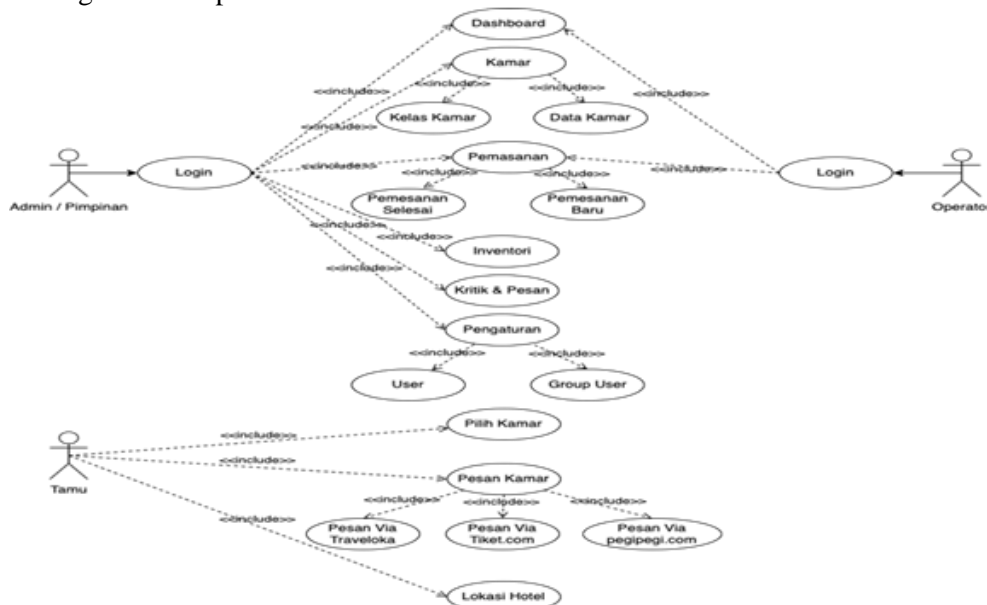 Dashboard
<<include>>
Kamar
<<include>>
<<include>>
<<include>>
<<include>>
<<include>>
Kelas Kamar
Data Kamar
<<include>>
Pemasanan
<<include>>
<<include>>
Login
Login
<<include>>
<<include>>
Admin / Pimpinan
Operator
Pemesanan
Selesai
Pemesanan
Baru
<<include>>
<<include>>
Inventori
<<include>>
Kritik & Pesan
Pengaturan
<<include>>
<<include>>
User
Group User
Pilih Kamar
<<include>>
<<include>>
Pesan Kamar
Tamu
<<include>>
<<include>>
<<include>>
<<include>>
Pesan Via
Traveloka
Pesan Via
Tiket.com
Pesan Via
pegipegi.com
Lokasi Hotel